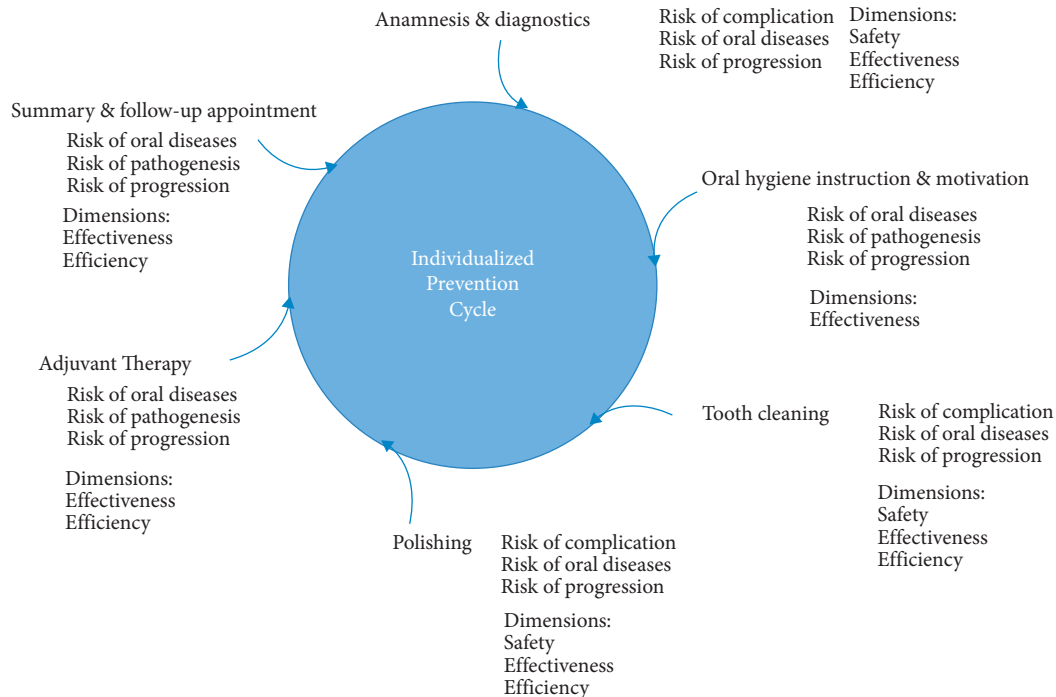 Anamnesis & diagnostics
Risk of complication
Risk of oral diseases
Risk of progression
Dimensions:
Safety
Effectiveness
Efficiency
Summary & follow-up appointment
Risk of oral diseases
Risk of pathogenesis
Risk of progression
Dimensions:
Effectiveness
Efficiency
Oral hygiene instruction & motivation
Risk of oral diseases
Risk of pathogenesis
Risk of progression
Dimensions:
Effectiveness
Individualized
Prevention
Cycle
Adjuvant Therapy
Risk of oral diseases
Risk of pathogenesis
Risk of progression
Dimensions:
Effectiveness
Efficiency
Tooth cleaning
Risk of complication
Risk of oral diseases
Risk of progression
Dimensions:
Safety
Effectiveness
Efficiency
Polishing
Risk of complication
Risk of oral diseases
Risk of progression
Dimensions:
Safety
Effectiveness
Efficiency